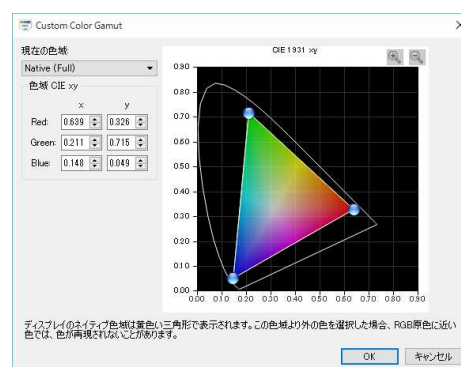 Custom Color Gamut
現在の色域:
Native (Full)
色域 CIE xy
x y
Red: 0.639 0.326
Green: 0.211 0.715
Blue: 0.148 0.049
CIE 1931 xy
0.90
0.80
0.70
0.60
0.50
0.40
0.30
0.20
0.10
0.00
0.00 0.10 0.20 0.30 0.40 0.50 0.60 0.70 0.80 0.90
ディスプレイのネイティブ色域は黄色い三角形で表示されます。この色域より外の色を選択した場合、RGB原色に近い
色では、色が再現されないことがあります。
OK キャンセル